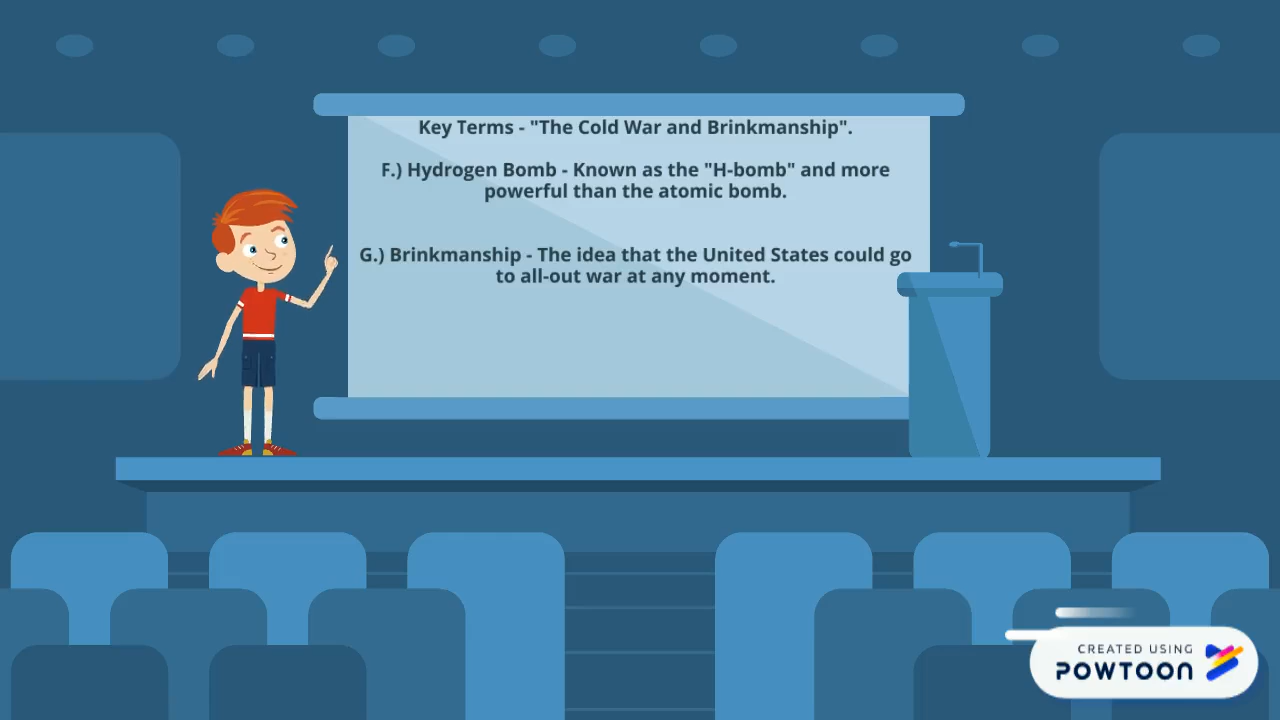 Key Terms - "The Cold War and Brinkmanship".
F.) Hydrogen Bomb - Known as the "H-bomb" and more
powerful than the atomic bomb.
G.) Brinkmanship - The idea that the United States could go
to all-out war at any moment.
CREATED USING
POWTOON